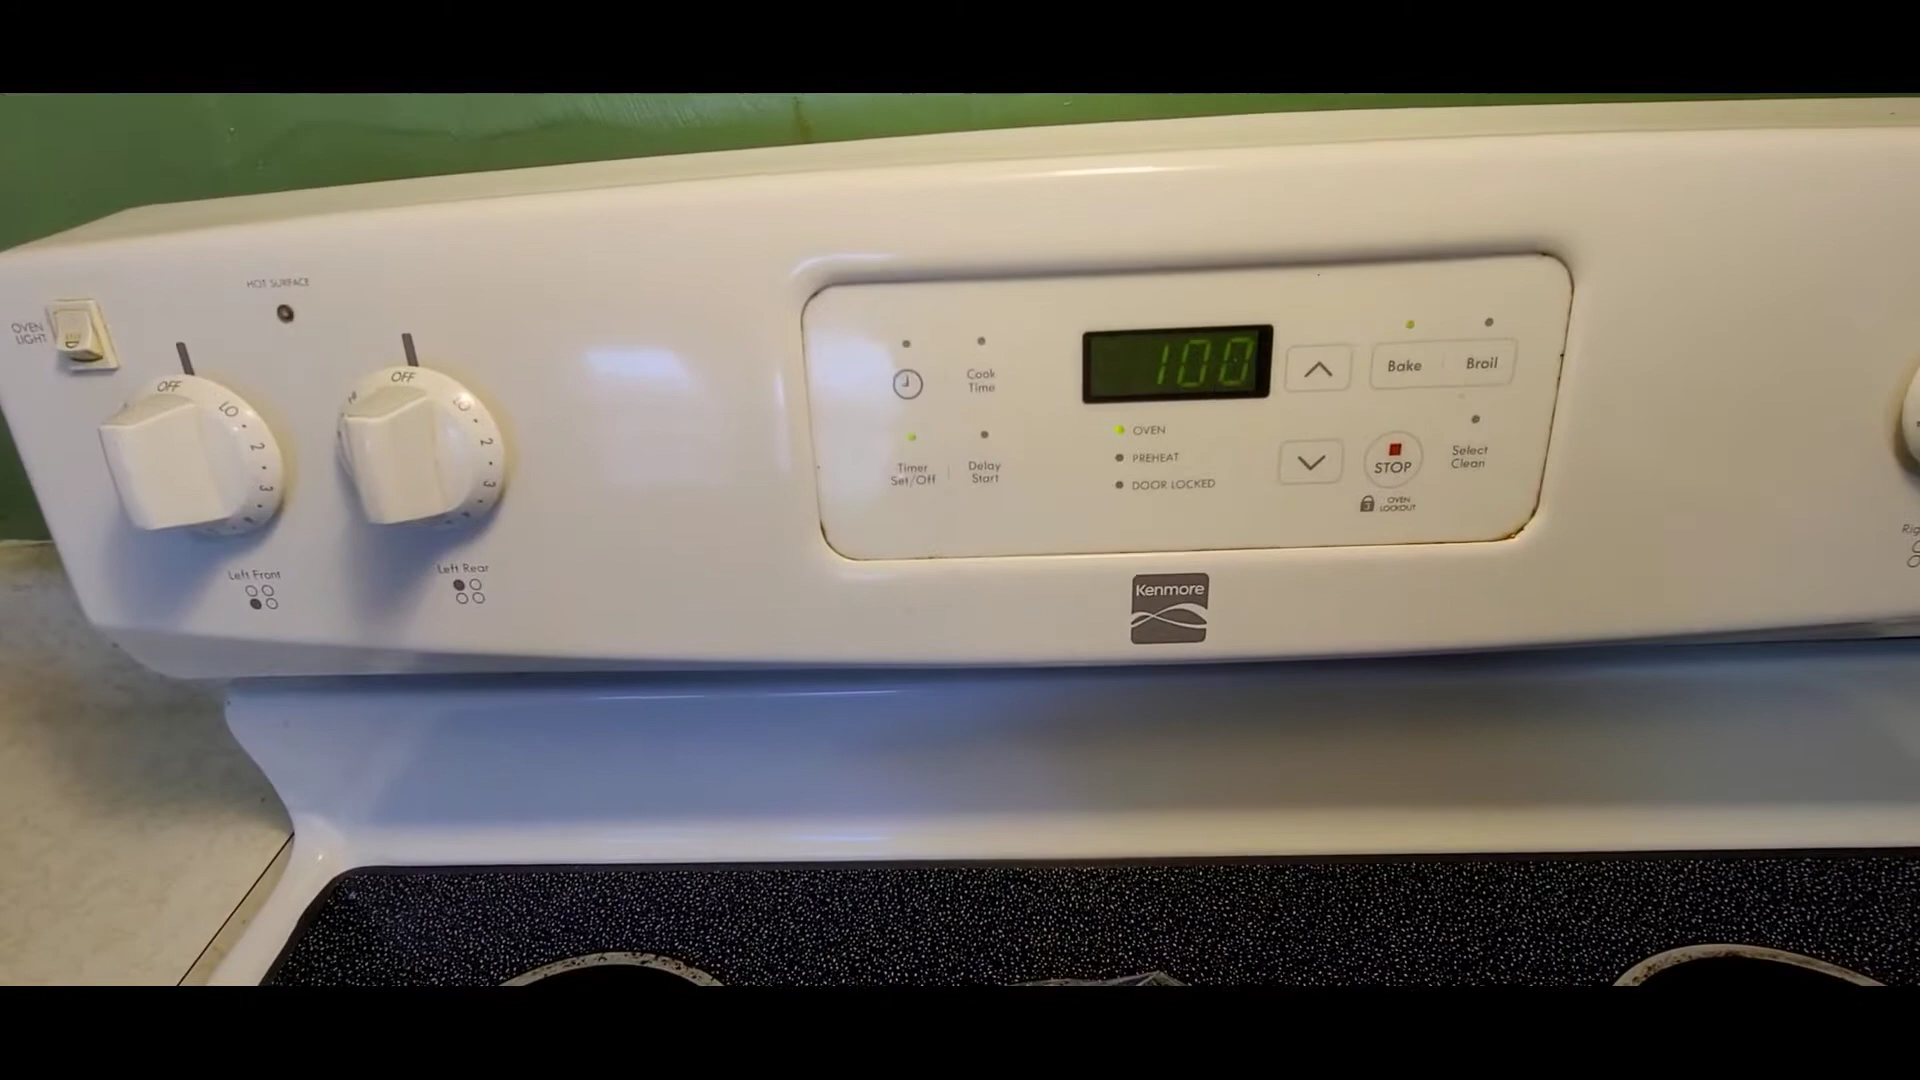 HOT SURFACE
OVEN
LIGHT
OFF
LO
2
3
OFF
LO
2
3
Left Front
Left Rear
Cook
Time
Timer
Set/Off
Delay
Start
100
OVEN
PREHEAT
DOOR LOCKED
Bake
Broil
STOP
OVEN
LOCKOUT
Select
Clean
Kenmore